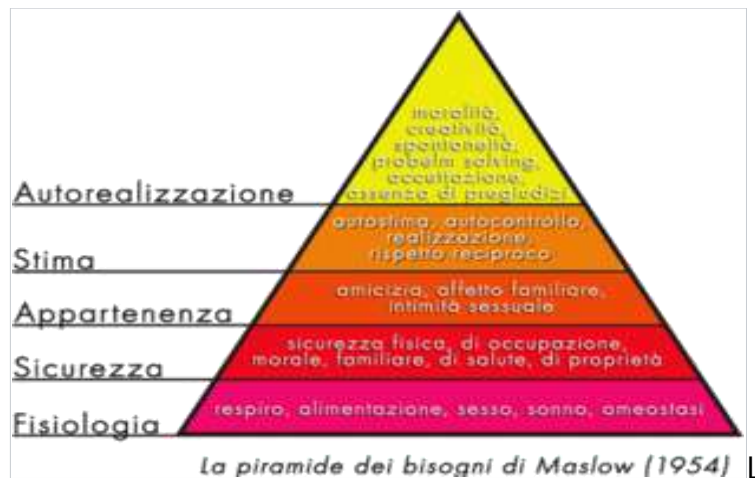 moralità,
creatività,
spontaneità,
probelm solving,
accettazione,
Autorealizzazione assenza di pregiudizi
autostima, autocontrollo,
realizzazione,
Stima rispetto reciproco
amicizia, affetto familiare,
Appartenenza intimità sessuale
sicurezza fisica, di occupazione,
Sicurezza morale, familiare, di salute, di proprietà
Fisiologia respiro, alimentazione, sesso, sonno, omeostasi
La piramide dei bisogni di Maslow (1954) L